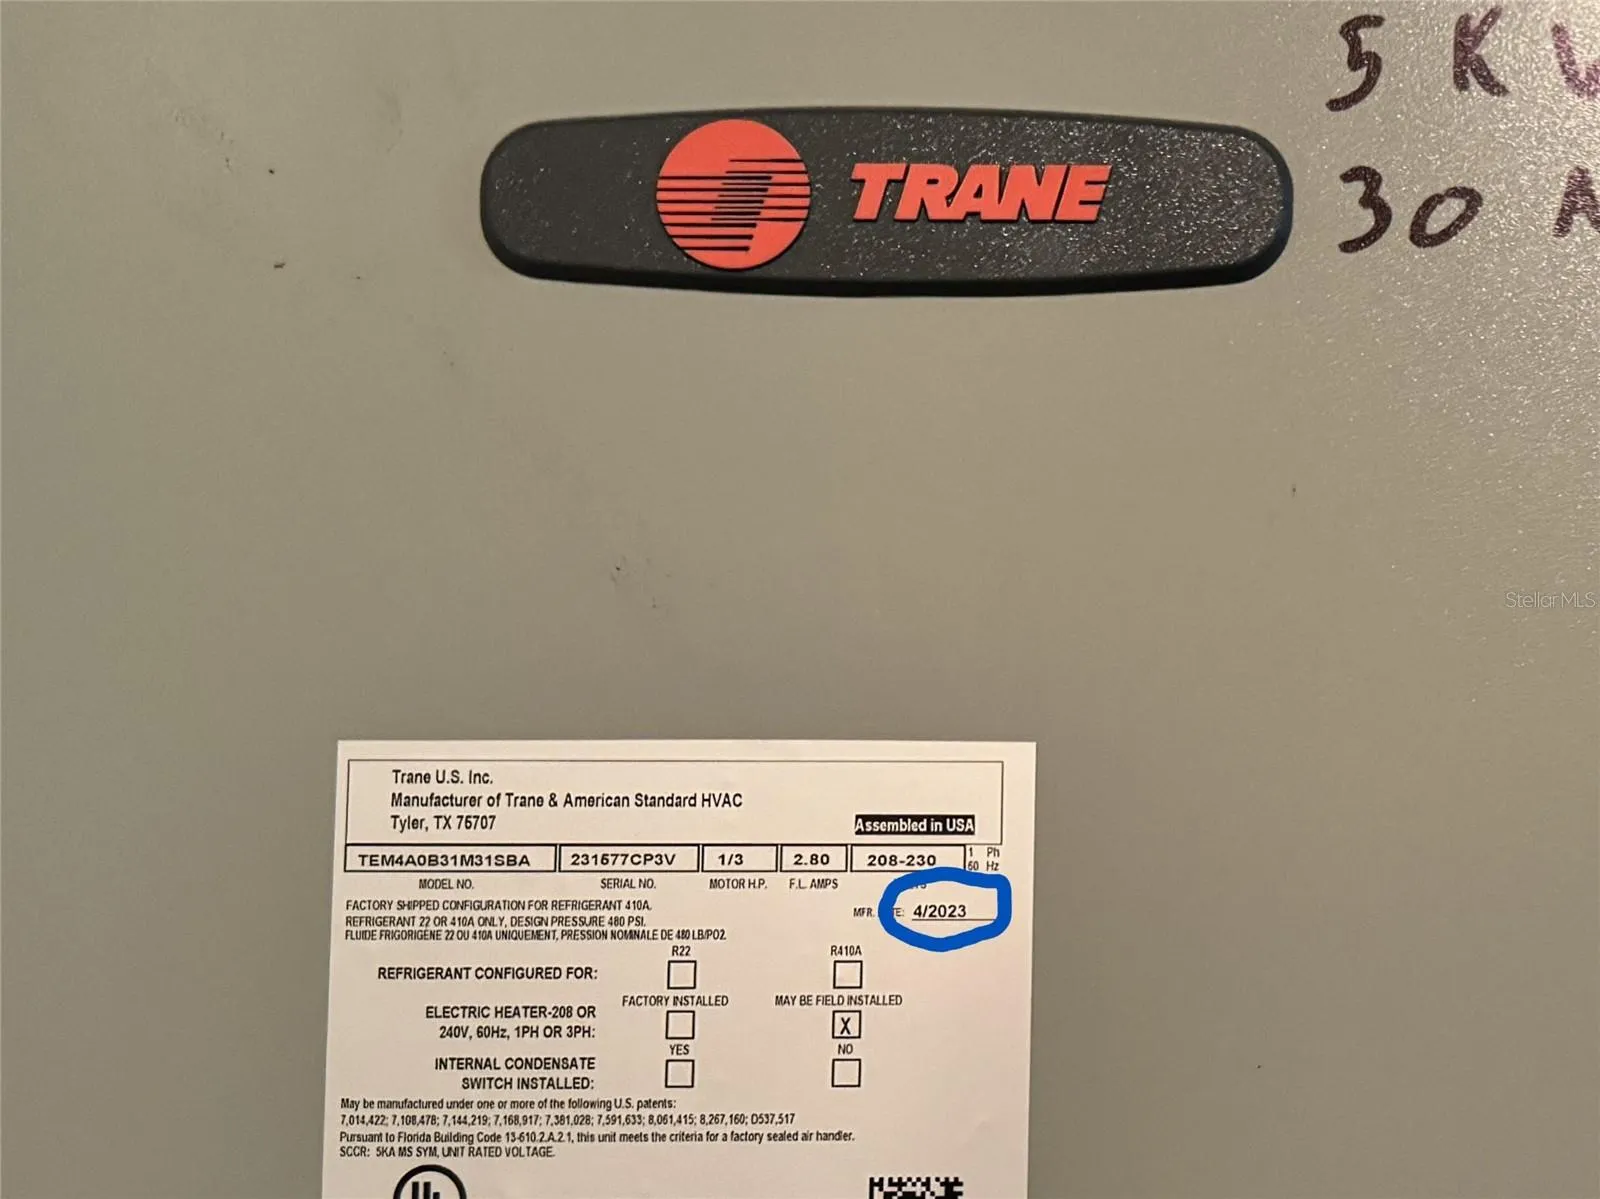 5 K
30
TRANE
StellarMLS
Trane U.S. Inc.
Manufacturer of Trane & American Standard HVAC
Tyler, TX 75707
Assembled in USA
TEM4A0B31M31SBA 231577CP3V 1/3 2.80 208-230 1 Ph
60 Hz
MODEL NO. SERIAL NO. MOTOR H.P. F.L. AMPS
FACTORY SHIPPED CONFIGURATION FOR REFRIGERANT 410A. MFR. 4/2023
REFRIGERANT 22 OR 410A ONLY, DESIGN PRESSURE 480 PSI.
FLUIDE FRIGORIGENE 22 OU 410A UNIQUEMENT, PRESSION NOMINALE DE 480 LB/PO2.
R22 R410A
REFRIGERANT CONFIGURED FOR:
FACTORY INSTALLED MAY BE FIELD INSTALLED
ELECTRIC HEATER-208 OR
240V, 60Hz, 1PH OR 3PH: X
YES NO
INTERNAL CONDENSATE
SWITCH INSTALLED:
May be manufactured under one or more of the following U.S. patents:
7,014,422; 7,108,478; 7,144,219; 7,168,917; 7,381,028; 7,591,633; 8,061,415; 8,267,160; D537,517
Pursuant to Florida Building Code 13-610.2.A.2.1, this unit meets the criteria for a factory sealed air handler.
SCCR: 5KA MS SYM, UNIT RATED VOLTAGE.